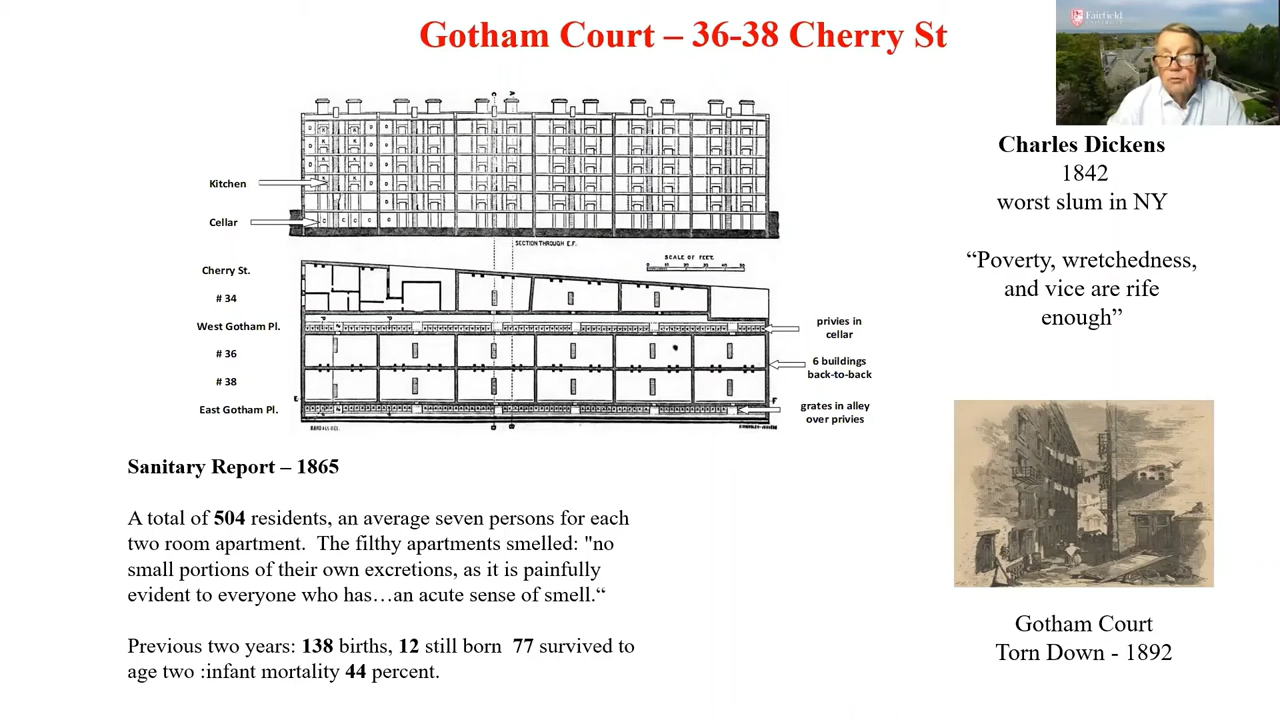 Gotham Court – 36-38 Cherry St
Fairfield
UNIVERSITY
Charles Dickens
1842
worst slum in NY
“Poverty, wretchedness,
and vice are rife
enough”
Kitchen
Cellar
SECTION THROUGH E.F.
SCALE OF FEET.
Cherry St.
# 34
West Gotham Pl.
# 36
# 38
East Gotham Pl.
privies in
cellar
6 buildings
back-to-back
grates in alley
over privies
E
F
Sanitary Report – 1865
A total of 504 residents, an average seven persons for each
two room apartment. The filthy apartments smelled: "no
small portions of their own excretions, as it is painfully
evident to everyone who has…an acute sense of smell.“
Previous two years: 138 births, 12 still born 77 survived to
age two :infant mortality 44 percent.
Gotham Court
Torn Down - 1892